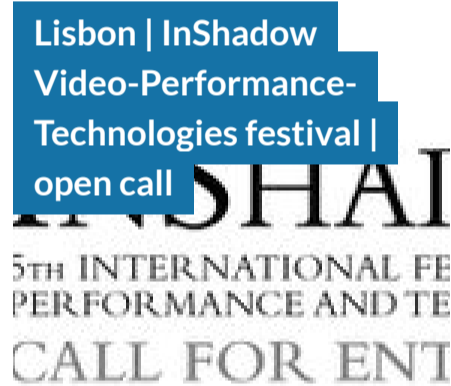 Lisbon | InShadow
Video-Performance-
Technologies festival |
open call
5TH INTERNATIONAL FE
PERFORMANCE AND TE
CALL FOR ENT